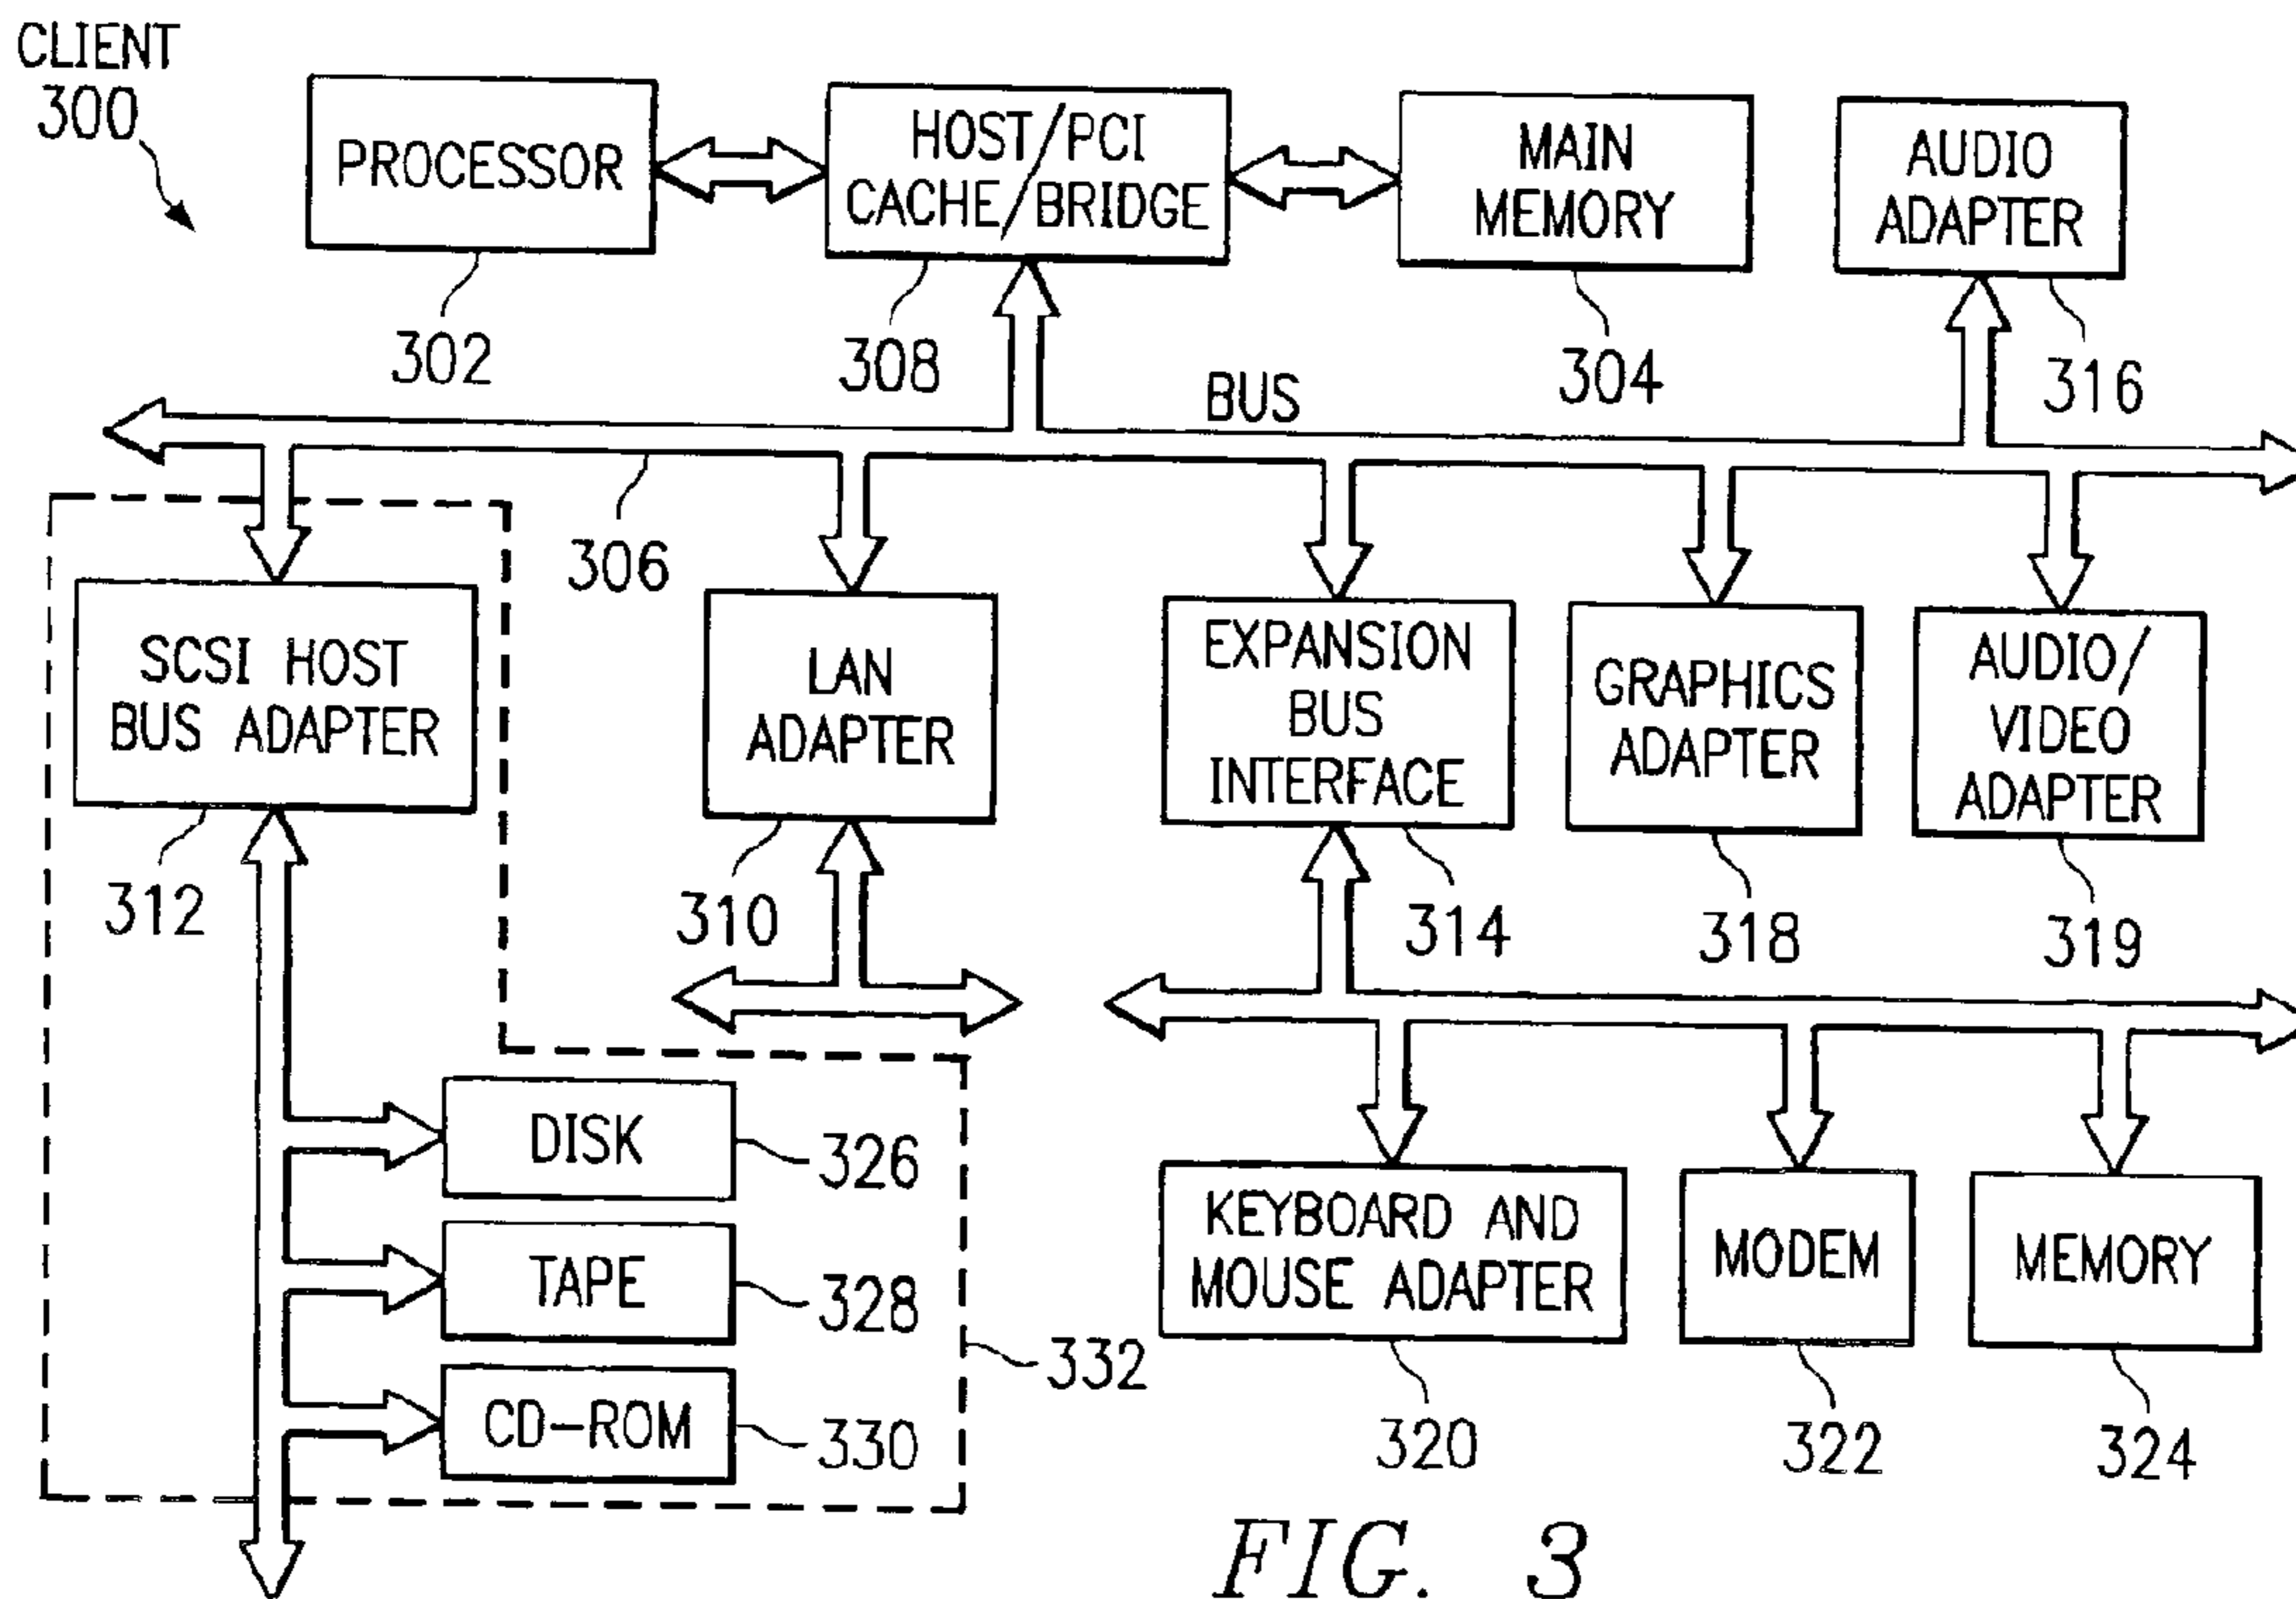 CLIENT
300
PROCESSOR
302
HOST/PCI
CACHE/BRIDGE
308
MAIN
MEMORY
304
AUDIO
ADAPTER
316
BUS
306
SCSI HOST
BUS ADAPTER
312
LAN
ADAPTER
310
EXPANSION
BUS
INTERFACE
314
GRAPHICS
ADAPTER
318
AUDIO/
VIDEO
ADAPTER
319
DISK
326
TAPE
328
CD-ROM
330
332
KEYBOARD AND
MOUSE ADAPTER
320
MODEM
322
MEMORY
324
FIG. 3